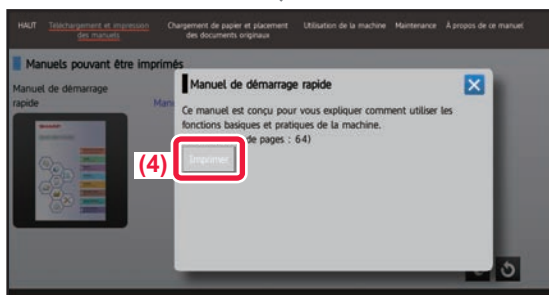 HAUT
Téléchargement et impression
des manuels
Chargement de papier et placement
des documents originaux
Utilisation de la machine
Maintenance
À propos de ce manuel
Manuels pouvant être imprimés
Manuel de démarrage
rapide
Manuel de démarrage rapide
Ce manuel est conçu pour vous expliquer comment utiliser les
fonctions basiques et pratiques de la machine.
de pages : 64)
(4)
Imprimer